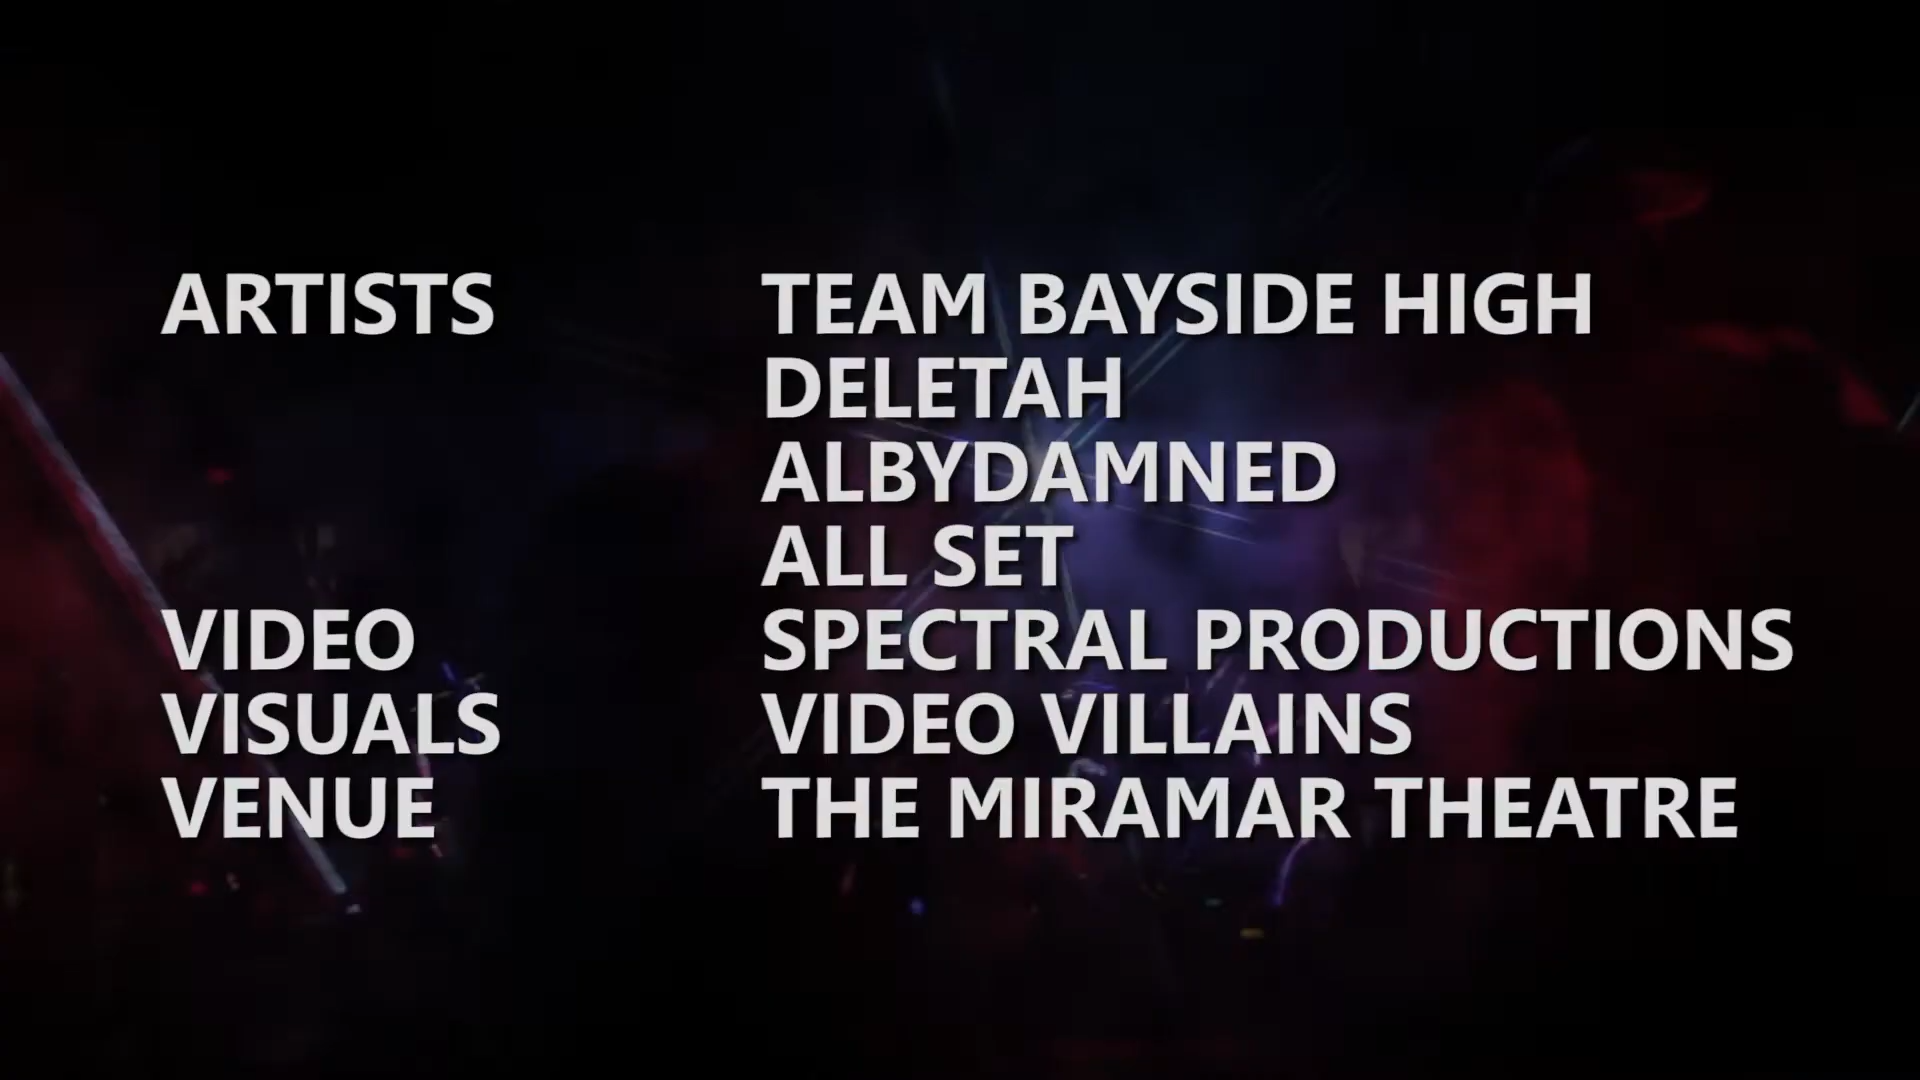 ARTISTS TEAM BAYSIDE HIGH
DELETAH
ALBYDAMNED
ALL SET
VIDEO SPECTRAL PRODUCTIONS
VISUALS VIDEO VILLAINS
VENUE THE MIRAMAR THEATRE